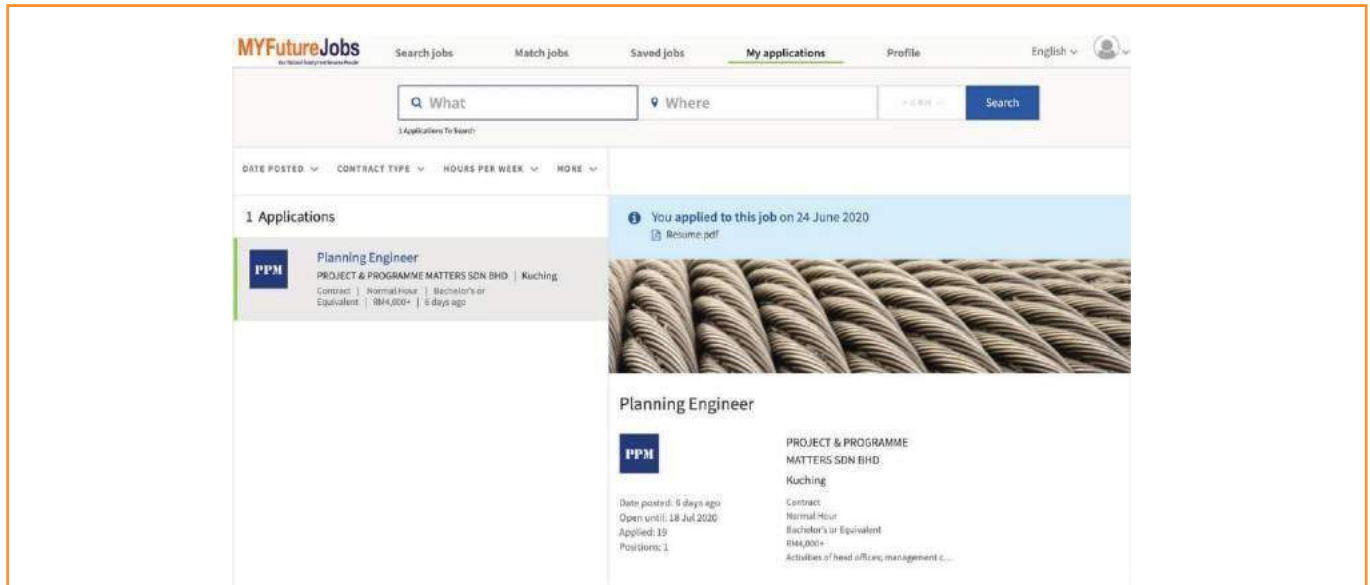 MYFutureJobs
Search jobs
Match jobs
Saved jobs
My applications
Profile
English
What
Where
Search
1 Applications To Search
DATE POSTED
CONTRACT TYPE
HOURS PER WEEK
MORE
1 Applications
You applied to this job on 24 June 2020
Resume.pdf
PPM
Planning Engineer
PROJECT & PROGRAMME MATTERS SDN BHD | Kuching
Contract | Normal Hour | Bachelor's or
Equivalent | RM4,000+ | 6 days ago
Planning Engineer
PPM
PROJECT & PROGRAMME
MATTERS SDN BHD
Kuching
Date posted: 6 days ago
Open until: 18 Jul 2020
Applied: 19
Positions: 1
Contract
Normal Hour
Bachelor's or Equivalent
RM4,000+
Activities of head offices; management c...